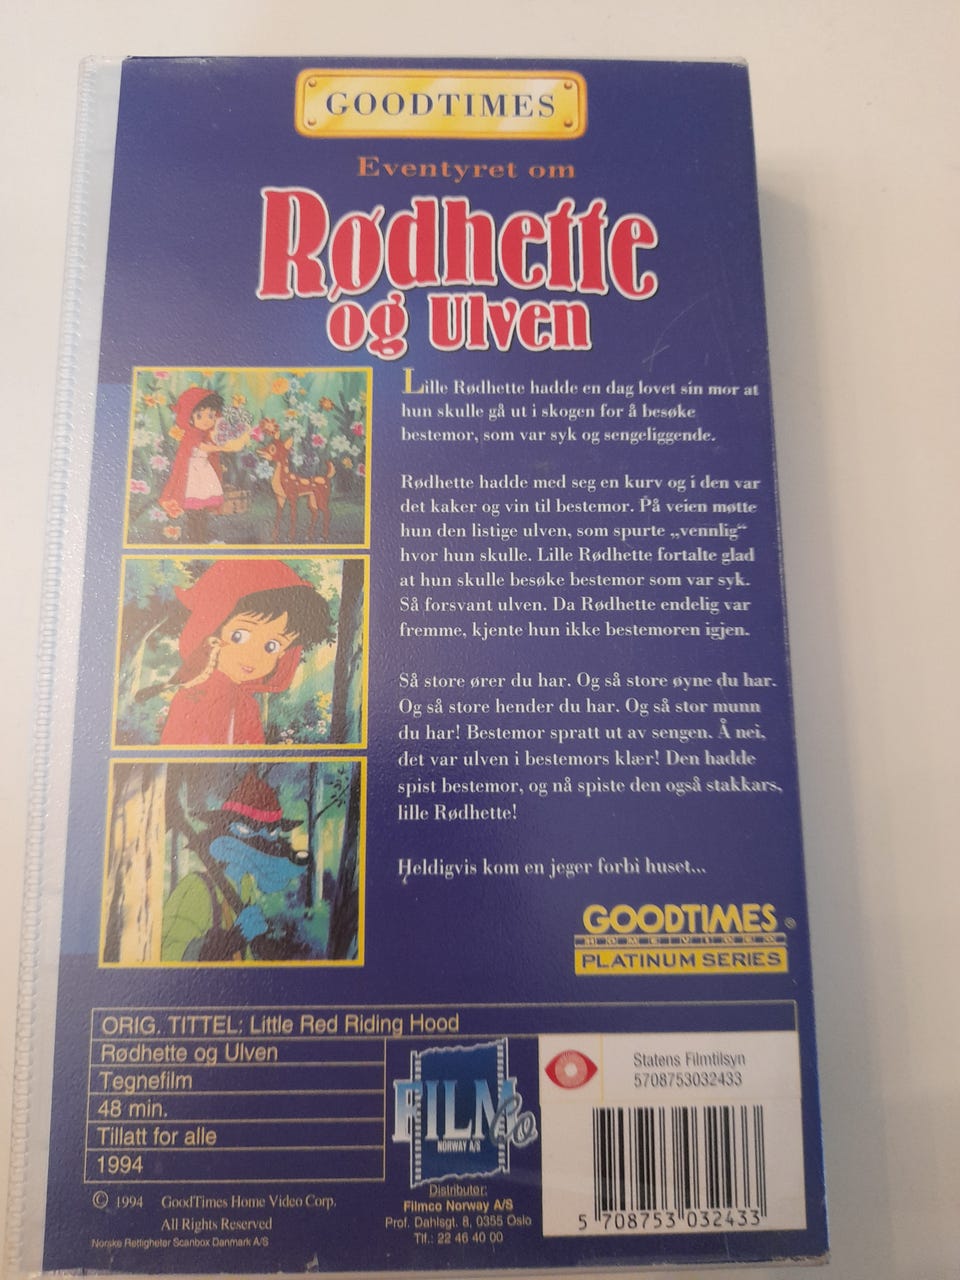 GOODTIMES
Eventyret om
Rødhette
og Ulven
Lille Rødhette hadde en dag lovet sin mor at
hun skulle gå ut i skogen for å besøke
bestemor, som var syk og sengeliggende.
Rødhette hadde med seg en kurv og i den var
det kaker og vin til bestemor. På veien møtte
hun den listige ulven, som spurte „vennlig“
hvor hun skulle. Lille Rødhette fortalte glad
at hun skulle besøke bestemor som var syk.
Så forsvant ulven. Da Rødhette endelig var
fremme, kjente hun ikke bestemoren igjen.
Så store ører du har. Og så store øyne du har.
Og så store hender du har. Og så stor munn
du har! Bestemor spratt ut av sengen. Å nei,
det var ulven i bestemors klær! Den hadde
spist bestemor, og nå spiste den også stakkars,
lille Rødhette!
Heldigvis kom en jeger forbi huset...
GOODTIMES ®
HOME VIDEO
PLATINUM SERIES
ORIG. TITTEL: Little Red Riding Hood
Rødhette og Ulven
Tegnefilm
48 min.
Tillatt for alle
1994
© 1994 GoodTimes Home Video Corp.
All Rights Reserved
Norske Rettigheter Scanbox Danmark A/S
FILM Co
NORWAY A/S
Distributør:
Filmco Norway A/S
Prof. Dahlsgt. 8, 0355 Oslo
Tlf.: 22 46 40 00
Statens Filmtilsyn
5708753032433
5 708753 032433